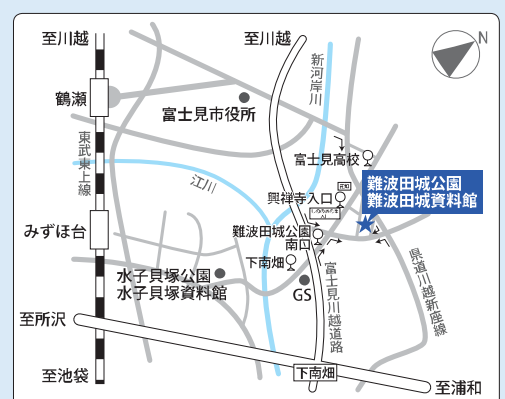 至川越
至川越
N
新河岸川
鶴瀬
富士見市役所
東武東上線
富士見高校
江川
興禅寺入口
難波田城公園
難波田城資料館
みずほ台
難波田城公園
南口
下南畑
水子貝塚公園
水子貝塚資料館
GS
富士見川越道路
県道川越新座線
至所沢
下南畑
至池袋
至浦和